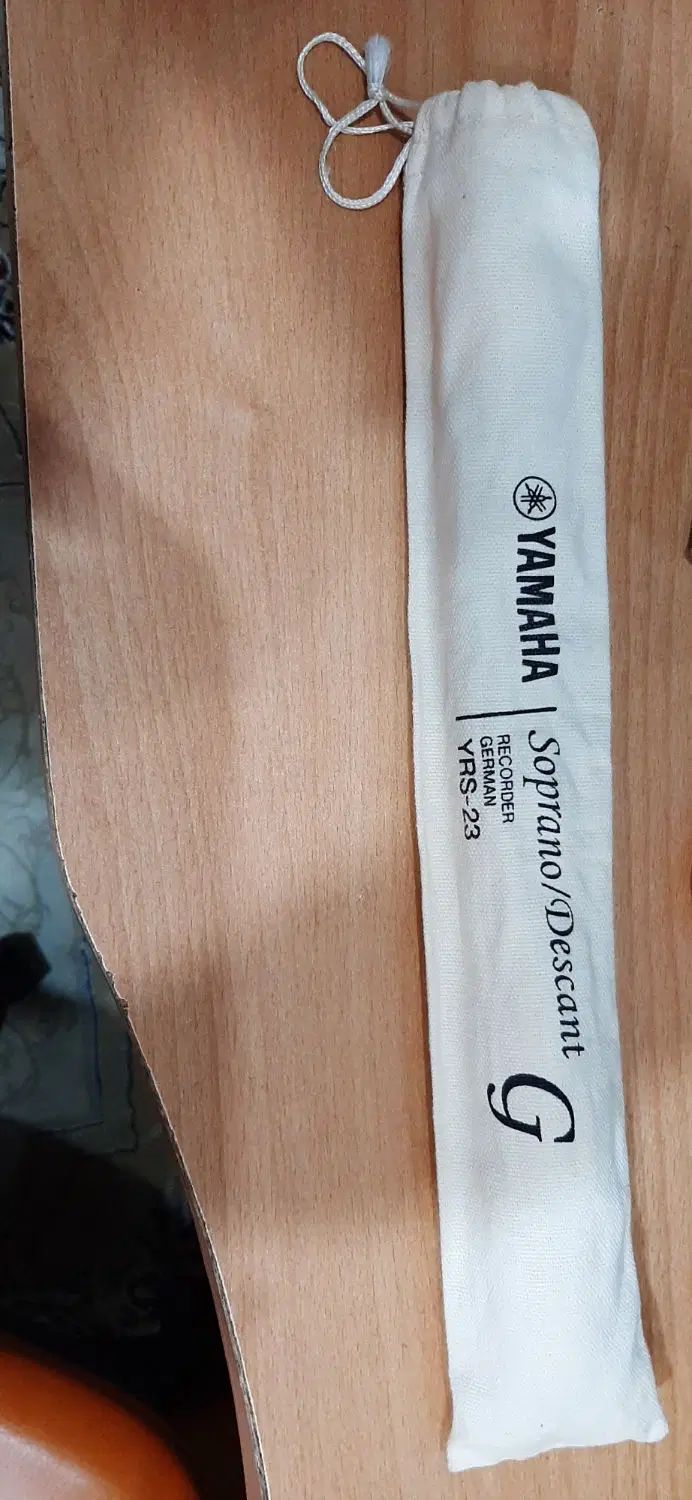 YAMAHA
Soprano/Descant
RECORDER
GERMAN
YRS-23
G